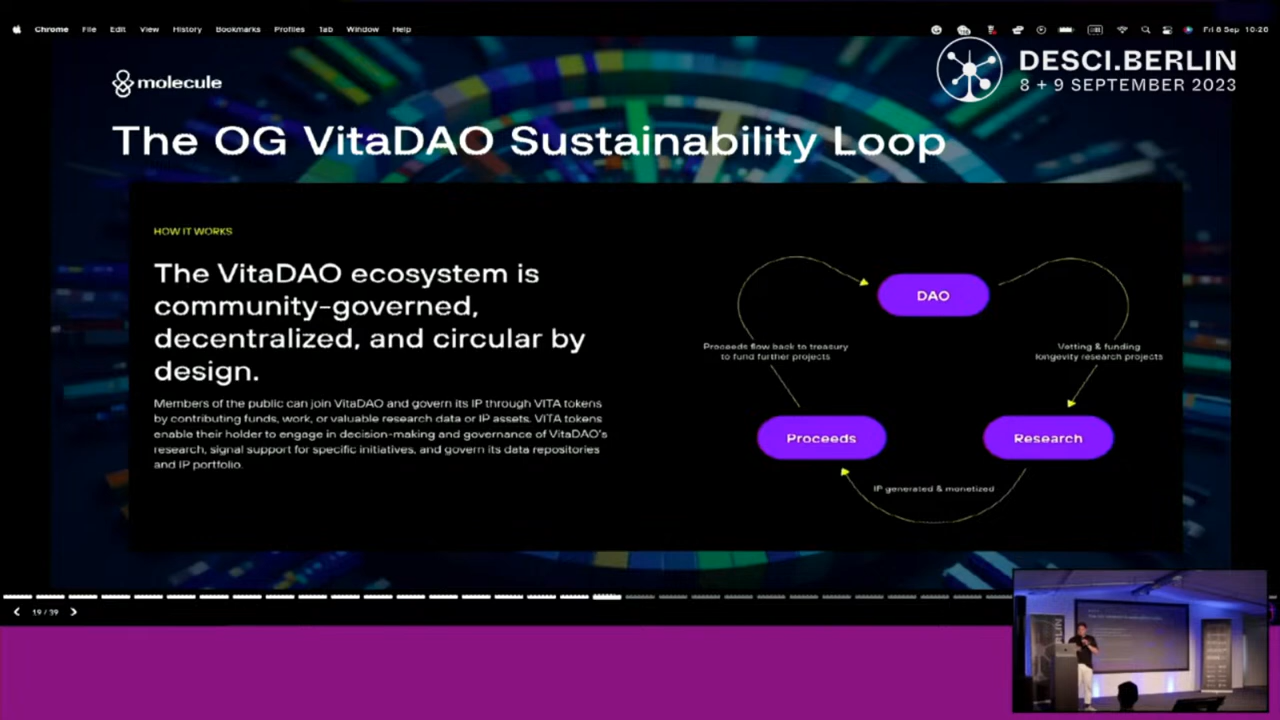 Chrome File Edit View History Bookmarks Profiles Tab Window Help
Fri 8 Sep 10:26
DESCI.BERLIN
8 + 9 SEPTEMBER 2023
molecule
The OG VitaDAO Sustainability Loop
HOW IT WORKS
The VitaDAO ecosystem is
community-governed,
decentralized, and circular by
design.
Members of the public can join VitaDAO and govern its IP through VITA tokens
by contributing funds, work, or valuable research data or IP assets. VITA tokens
enable their holder to engage in decision-making and governance of VitaDAO's
research, signal support for specific initiatives, and govern its data repositories
and IP portfolio.
DAO
Proceeds flow back to treasury
to fund further projects
Vetting & funding
longevity research projects
Proceeds
Research
IP generated & monetized
19 / 39